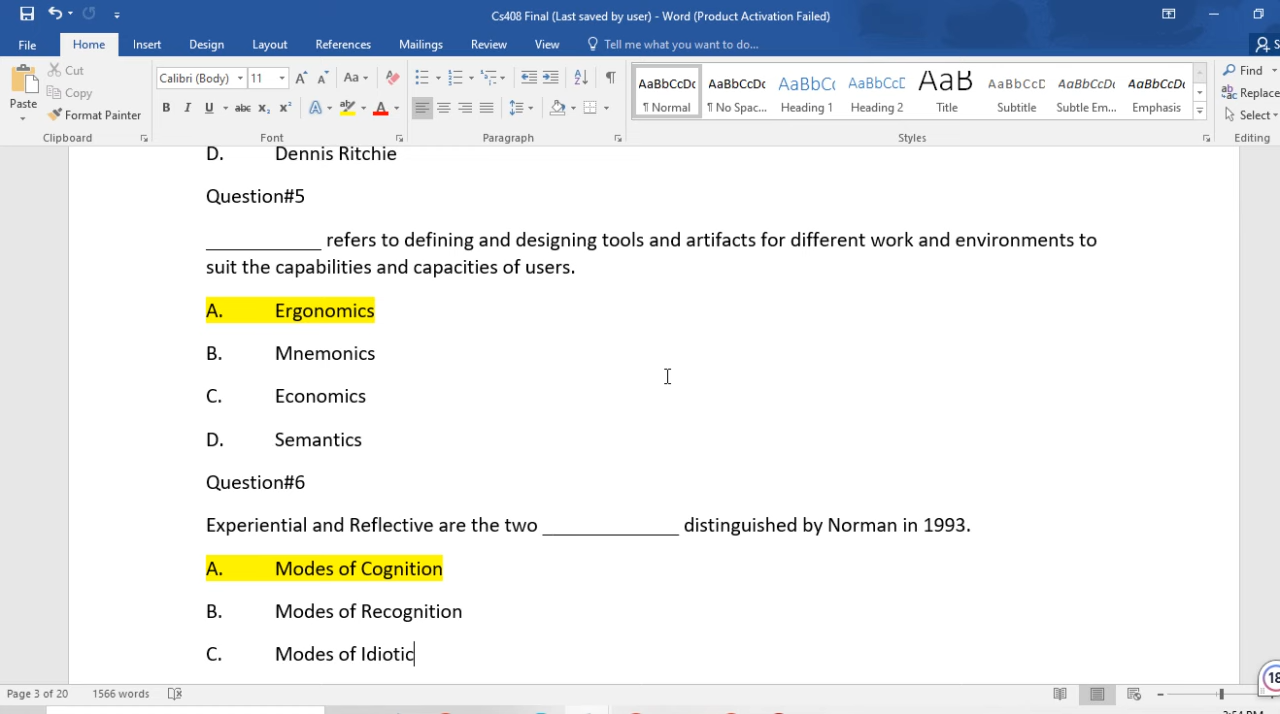 Cs408 Final (Last saved by user) - Word (Product Activation Failed)
File Home Insert Design Layout References Mailings Review View Tell me what you want to do...
Paste Cut Copy Format Painter
Calibri (Body) 11 Aa
B I U abc x₂ x² A A
AaBbCcDc AaBbCcDc AaBbCc AaBbCcD AaB AaBbCcD AaBbCcDc AaBbCcDc
¶ Normal ¶ No Spac... Heading 1 Heading 2 Title Subtitle Subtle Em... Emphasis
Find Replace Select
Clipboard Font Paragraph Styles Editing
D. Dennis Ritchie
Question#5
____________ refers to defining and designing tools and artifacts for different work and environments to
suit the capabilities and capacities of users.
A. Ergonomics
B. Mnemonics
C. Economics
D. Semantics
Question#6
Experiential and Reflective are the two ______________ distinguished by Norman in 1993.
A. Modes of Cognition
B. Modes of Recognition
C. Modes of Idiotic
Page 3 of 20 1566 words
18